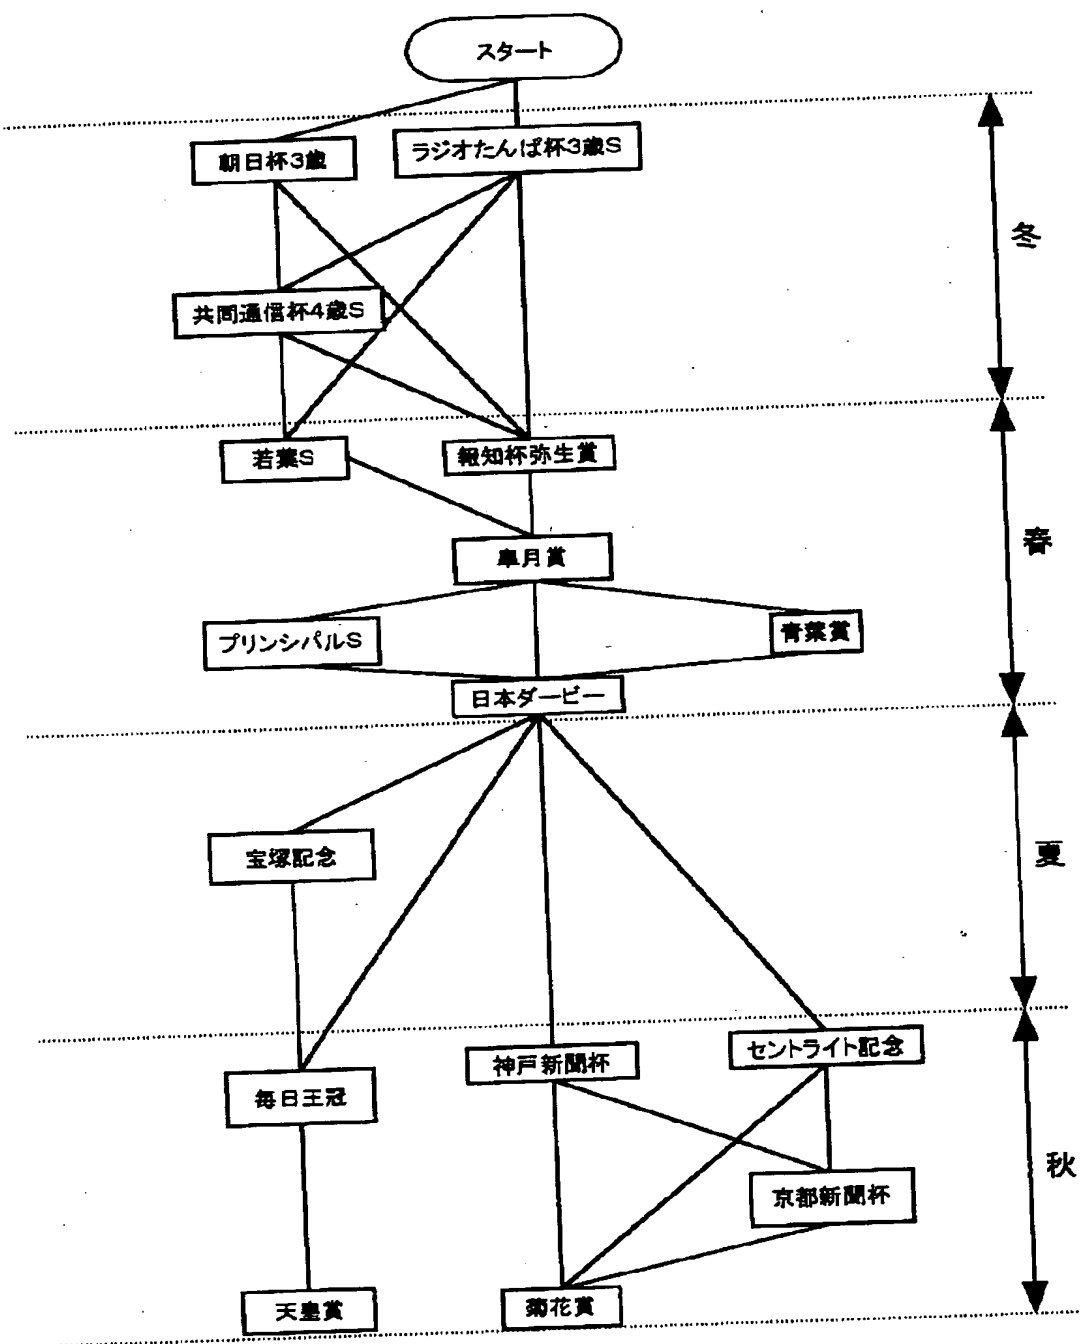 スタート
朝日杯3歳
ラジオたんぱ杯3歳S
冬
共同通信杯4歳S
若葉S
報知杯弥生賞
春
皐月賞
プリンシパルS
青葉賞
日本ダービー
宝塚記念
夏
神戸新聞杯
セントライト記念
毎日王冠
秋
京都新聞杯
天皇賞
菊花賞